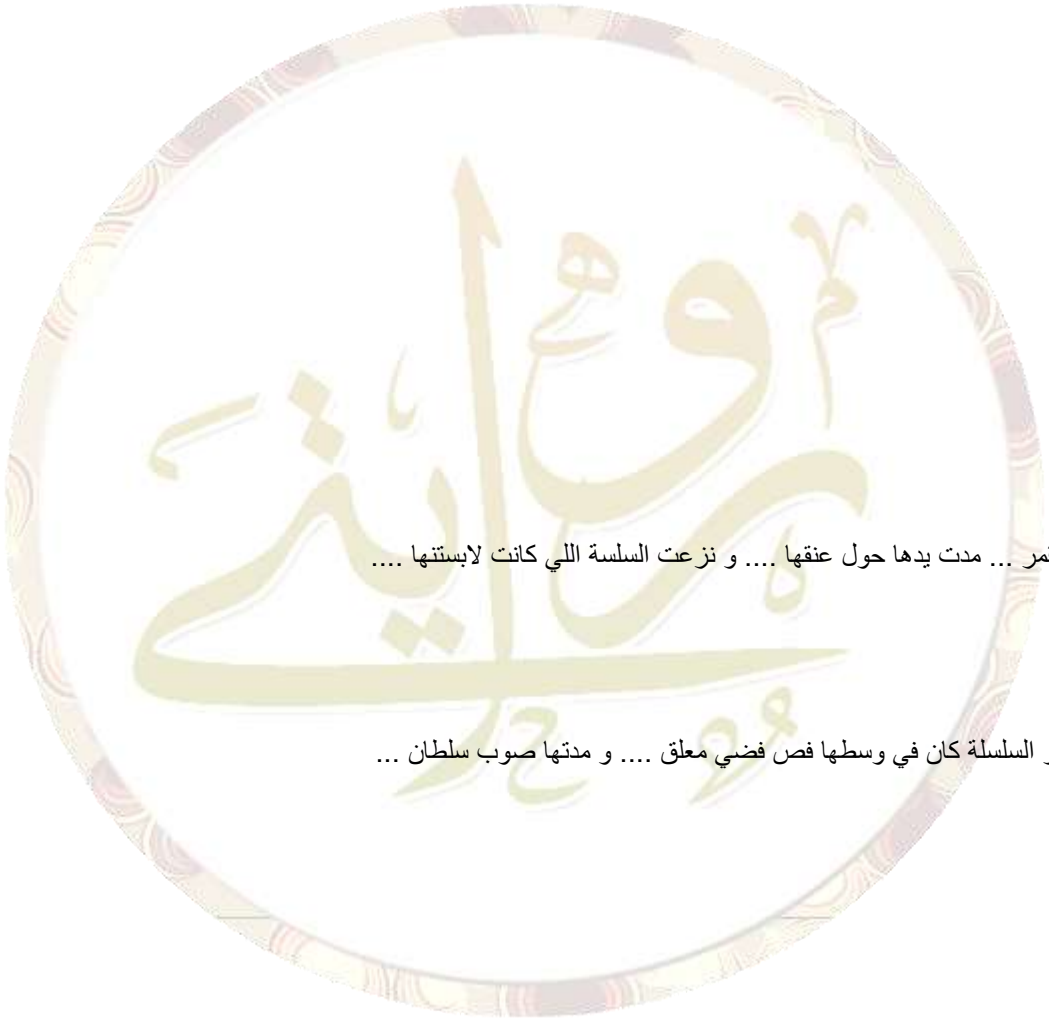 ... مدت يدها حول عنقها .... و نزعت السلسة اللي كانت لابستنها ....
السلسلة كان في وسطها فص فضي معلق .... و مدتها صوب سلطان ...